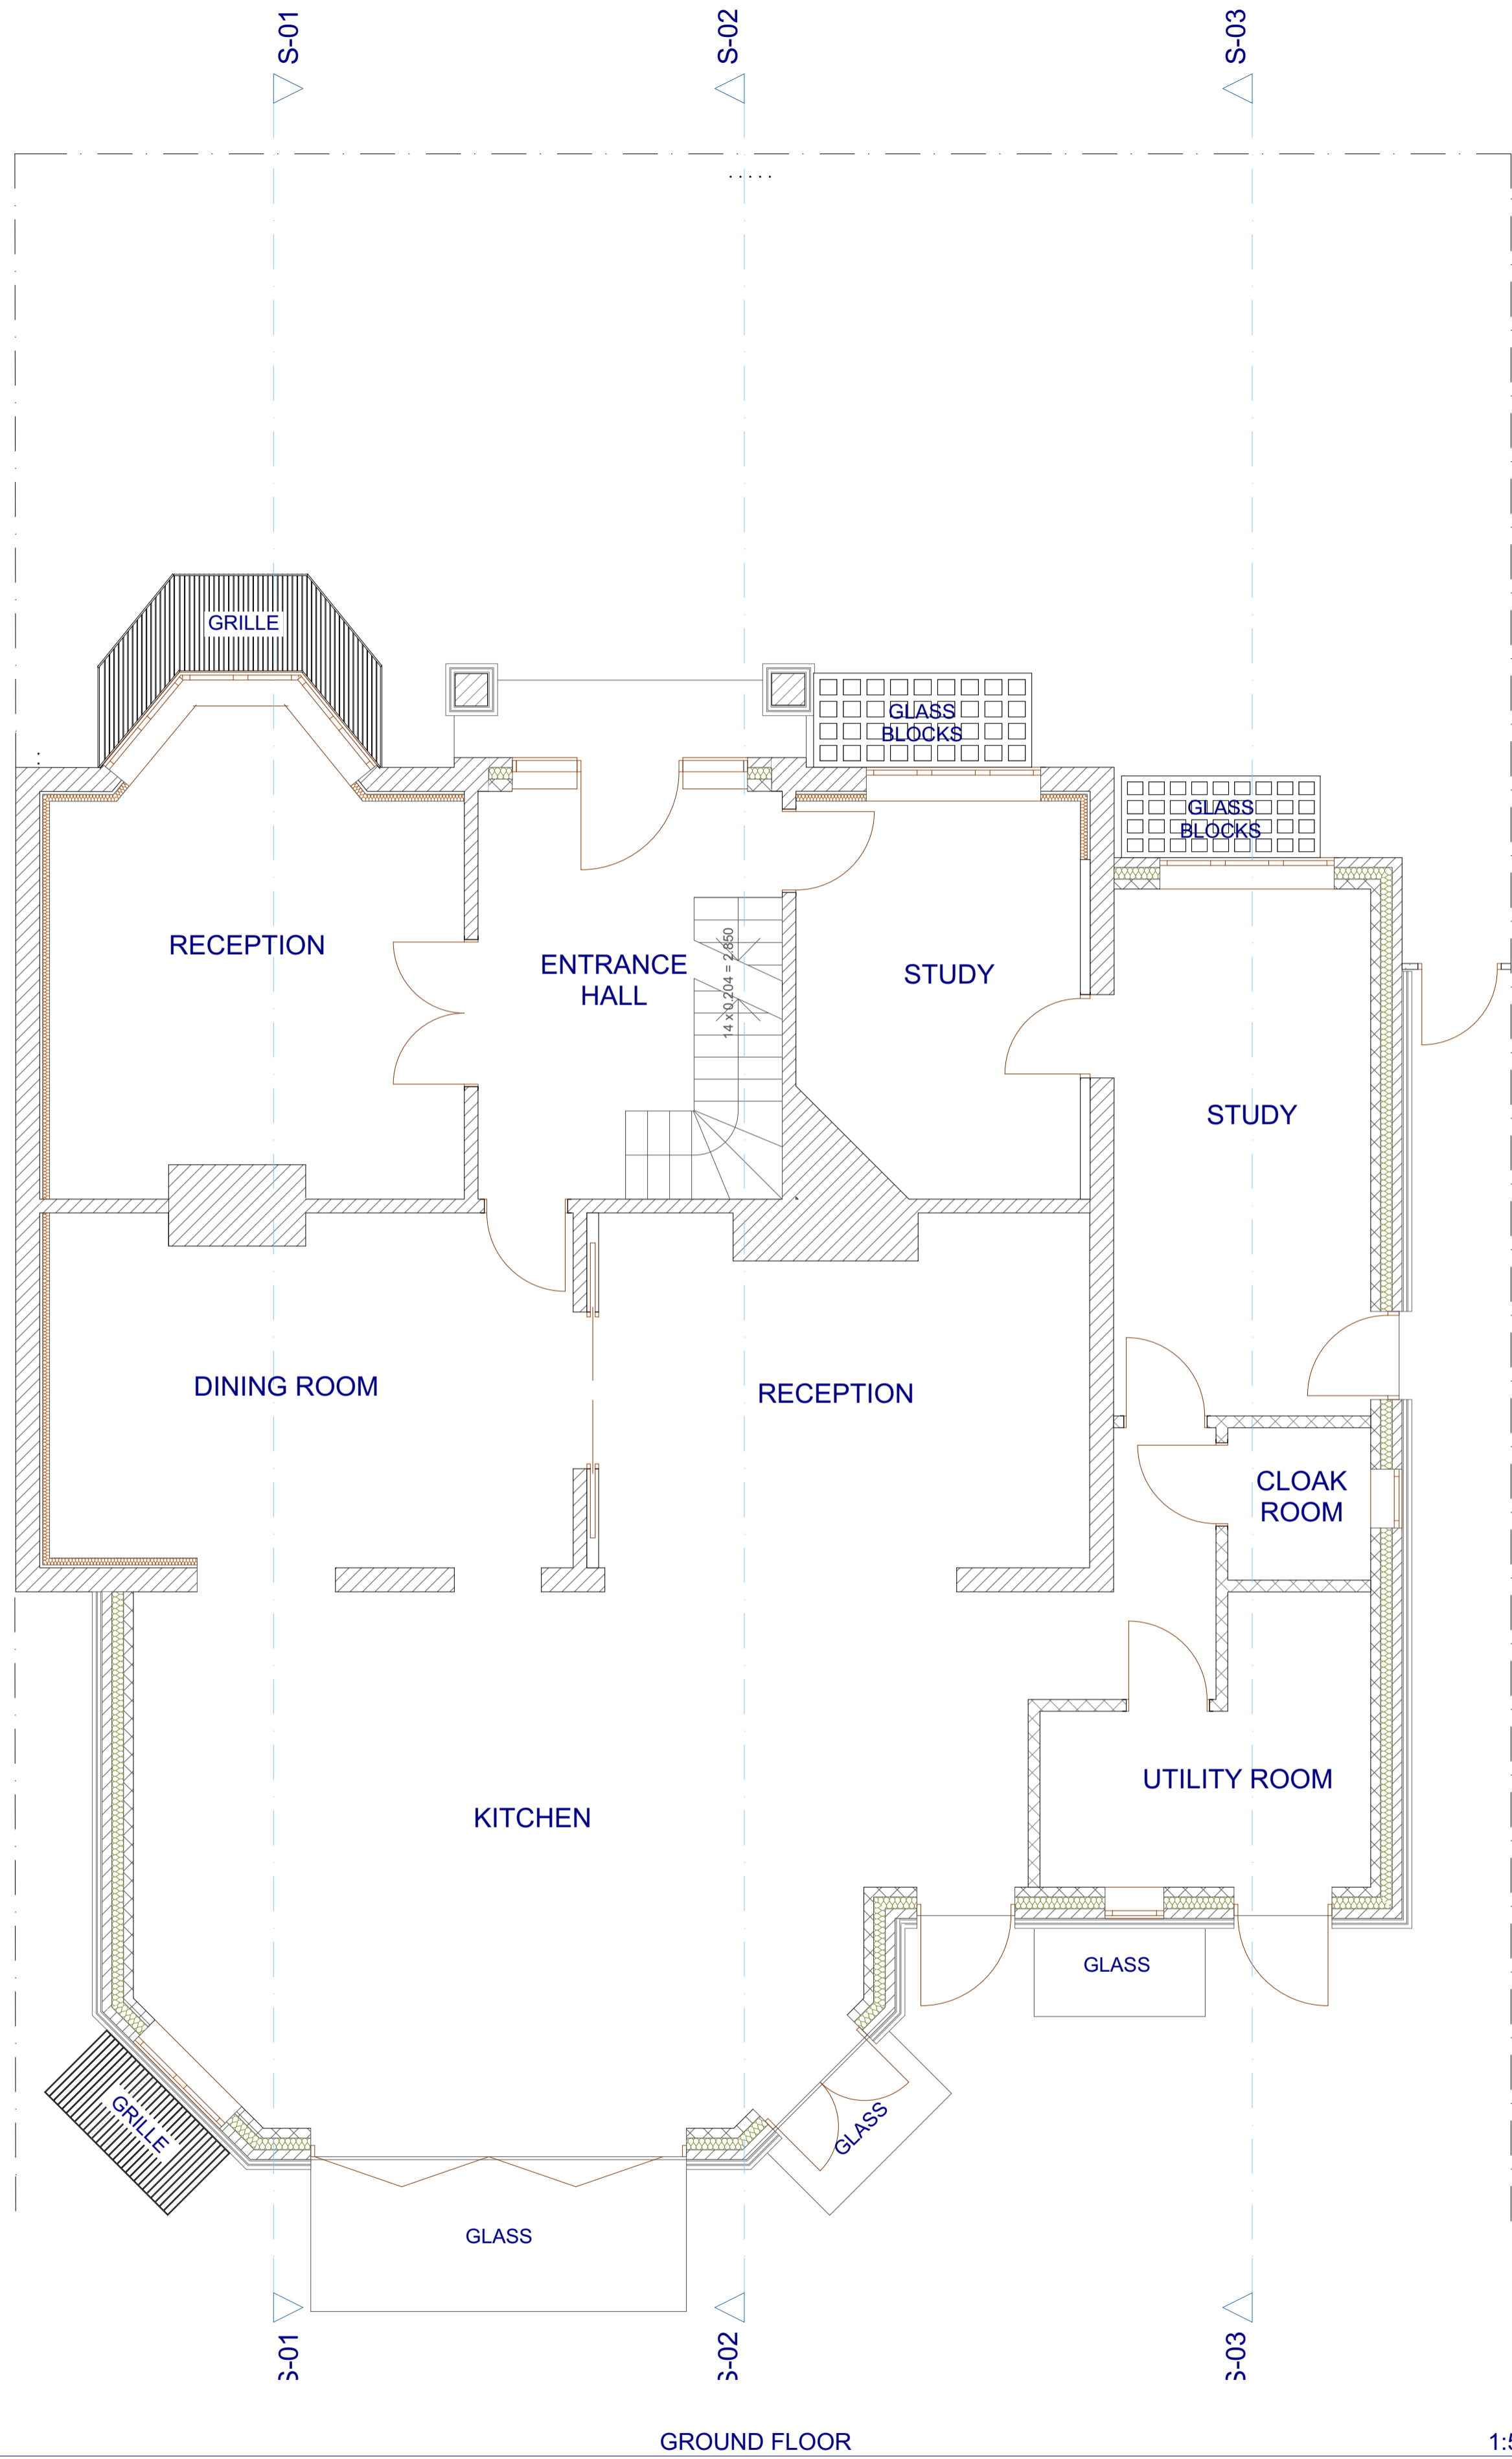 S-01
S-02
S-03
GRILLE
GLASS
BLOCKS
GLASS
BLOCKS
RECEPTION
ENTRANCE
HALL
14 x 0.204 = 2.850
STUDY
STUDY
DINING ROOM
RECEPTION
CLOAK
ROOM
UTILITY ROOM
KITCHEN
GLASS
GRILLE
GLASS
GLASS
S-01
S-02
S-03
GROUND FLOOR